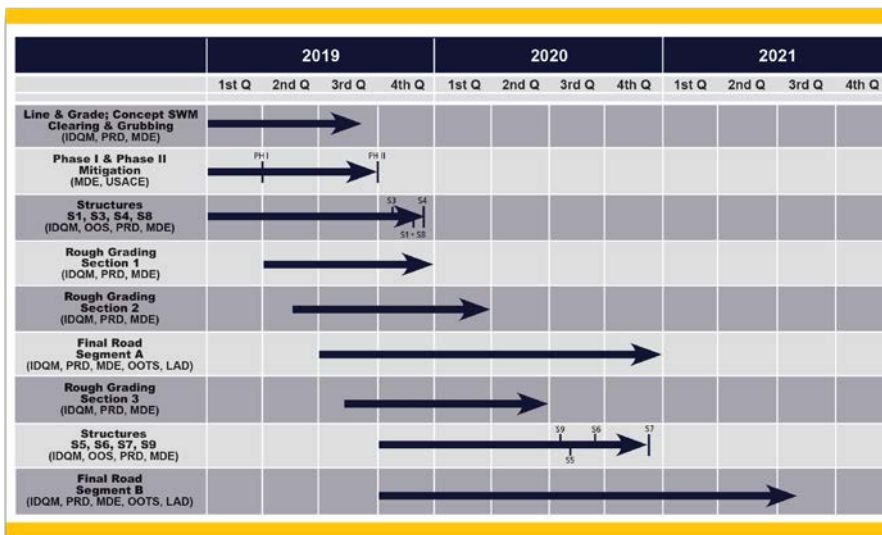 2019 2020 2021
1st Q 2nd Q 3rd Q 4th Q 1st Q 2nd Q 3rd Q 4th Q 1st Q 2nd Q 3rd Q 4th Q
Line & Grade; Concept SWM
Clearing & Grubbing
(IDQM, PRD, MDE)
Phase I & Phase II
Mitigation
(MDE, USACE)
PH I PH II
Structures
S1, S3, S4, S8
(IDQM, OOS, PRD, MDE)
S3 S4
S1 + S8
Rough Grading
Section 1
(IDQM, PRD, MDE)
Rough Grading
Section 2
(IDQM, PRD, MDE)
Final Road
Segment A
(IDQM, PRD, MDE, OOTS, LAD)
Rough Grading
Section 3
(IDQM, PRD, MDE)
Structures
S5, S6, S7, S9
(IDQM, OOS, PRD, MDE)
S9 S6 S7
S5
Final Road
Segment B
(IDQM, PRD, MDE, OOTS, LAD)